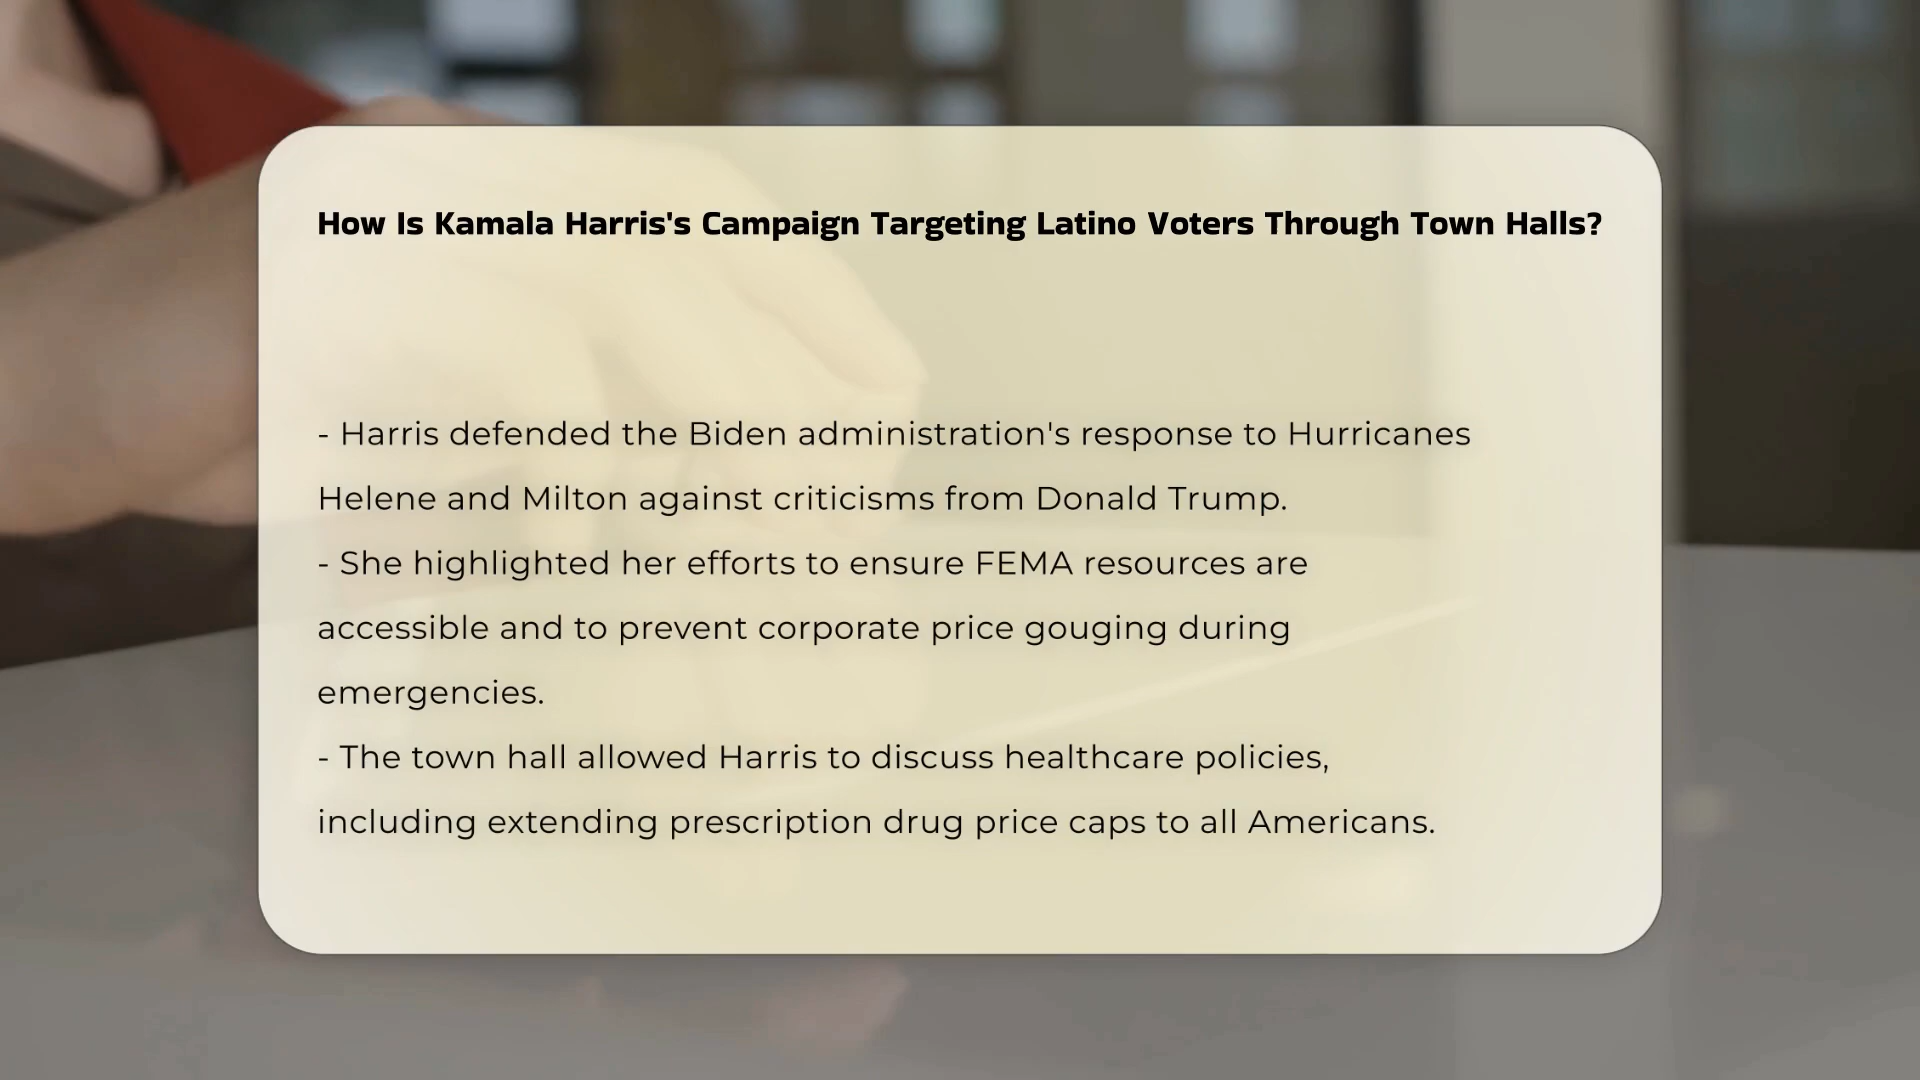 How Is Kamala Harris's Campaign Targeting Latino Voters Through Town Halls?
- Harris defended the Biden administration's response to Hurricanes
Helene and Milton against criticisms from Donald Trump.
- She highlighted her efforts to ensure FEMA resources are
accessible and to prevent corporate price gouging during
emergencies.
- The town hall allowed Harris to discuss healthcare policies,
including extending prescription drug price caps to all Americans.